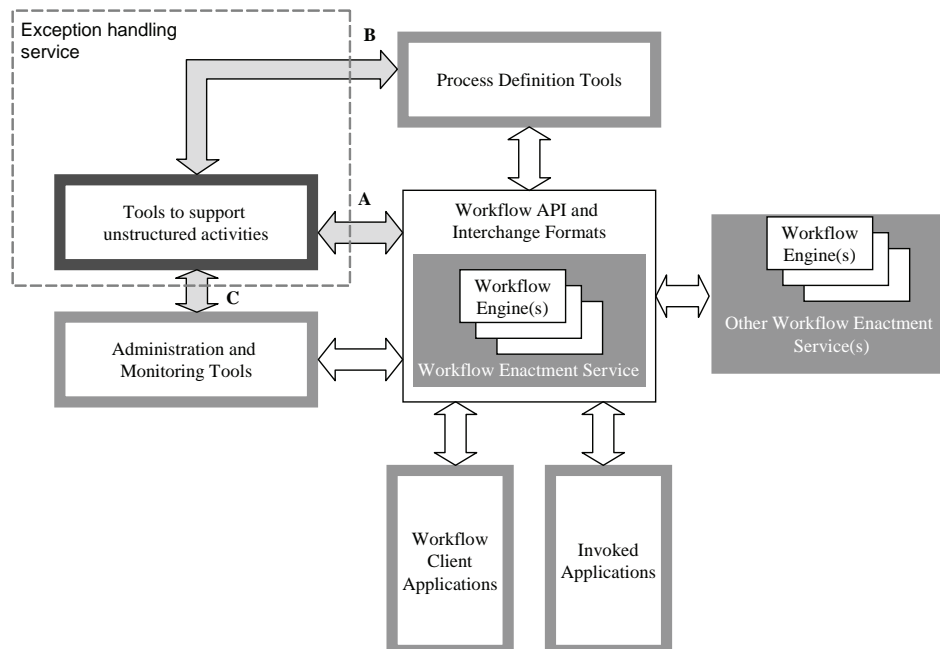 Exception handling
service
B
Process Definition Tools
Tools to support
unstructured activities
A
Workflow API and
Interchange Formats
Workflow
Engine(s)
Workflow Enactment Service
Workflow
Engine(s)
Other Workflow Enactment
Service(s)
C
Administration and
Monitoring Tools
Workflow
Client
Applications
Invoked
Applications